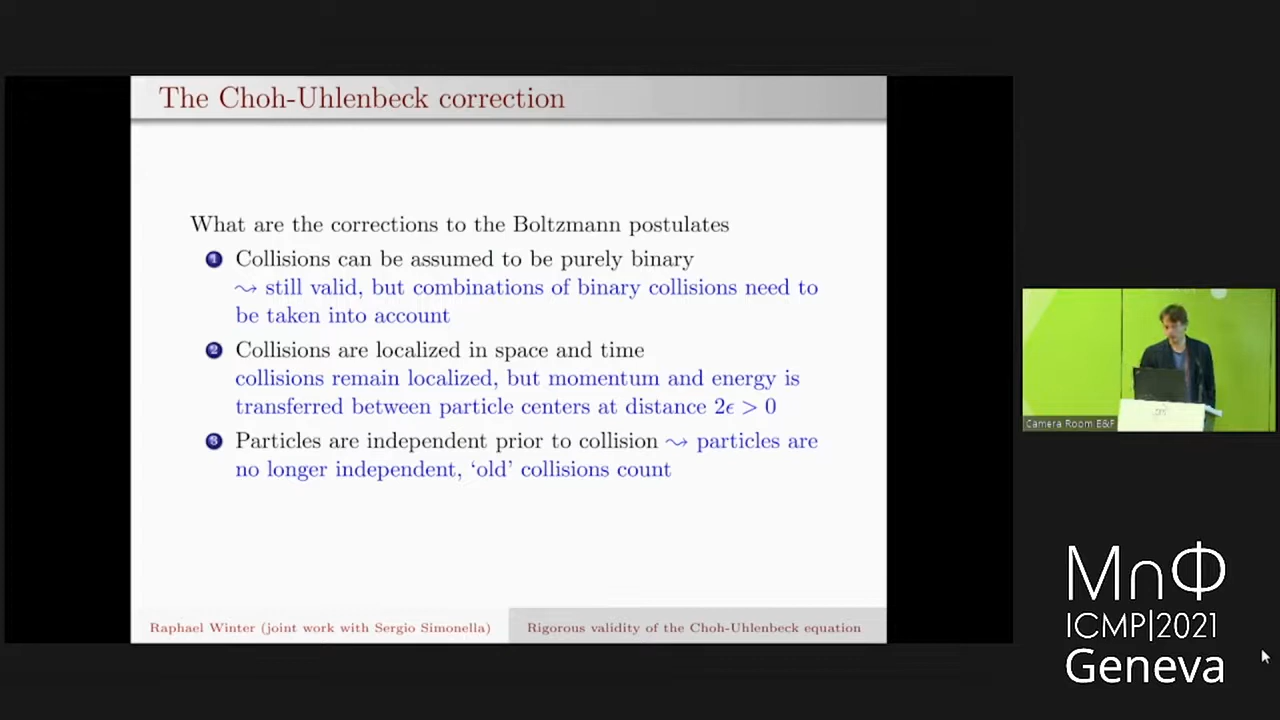 The Choh-Uhlenbeck correction
What are the corrections to the Boltzmann postulates
1 Collisions can be assumed to be purely binary
⤳ still valid, but combinations of binary collisions need to
be taken into account
2 Collisions are localized in space and time
collisions remain localized, but momentum and energy is
transferred between particle centers at distance 2ϵ > 0
3 Particles are independent prior to collision ⤳ particles are
no longer independent, ‘old’ collisions count
Raphael Winter (joint work with Sergio Simonella)
Rigorous validity of the Choh-Uhlenbeck equation
Camera Room E&F
M∩Φ
ICMP|2021
Geneva